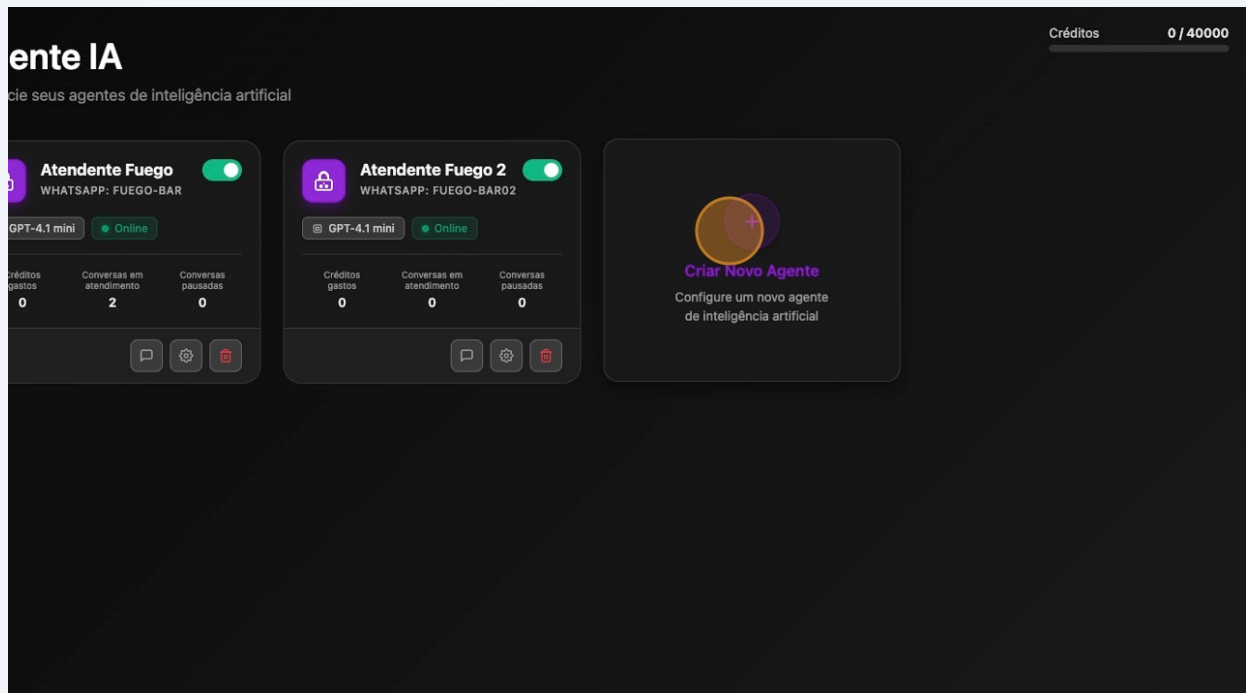 Créditos 0 / 40000
ente IA
cie seus agentes de inteligência artificial
Atendente Fuego
WHATSAPP: FUEGO-BAR
GPT-4.1 mini
Online
Créditos
gastos
0
Conversas em
atendimento
2
Conversas
pausadas
0
Atendente Fuego 2
WHATSAPP: FUEGO-BAR02
GPT-4.1 mini
Online
Créditos
gastos
0
Conversas em
atendimento
0
Conversas
pausadas
0
Criar Novo Agente
Configure um novo agente
de inteligência artificial